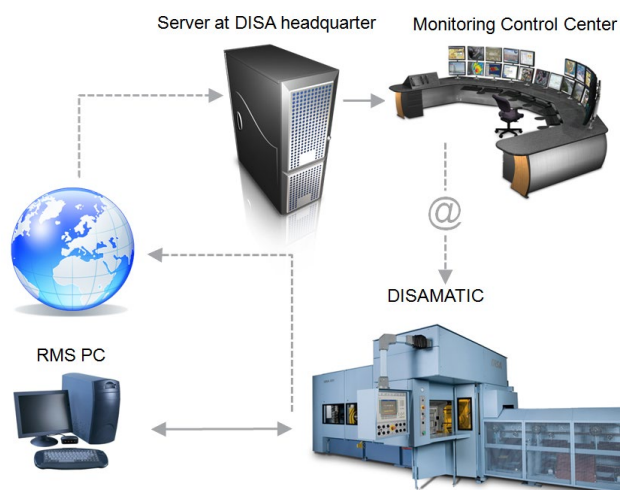 Server at DISA headquarter
Monitoring Control Center
@
DISAMATIC
RMS PC